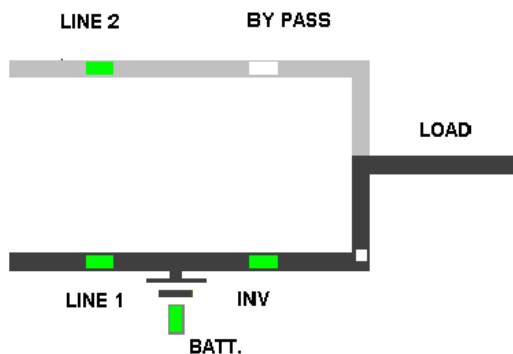 LINE 2
BY PASS
LOAD
LINE 1
INV
BATT.